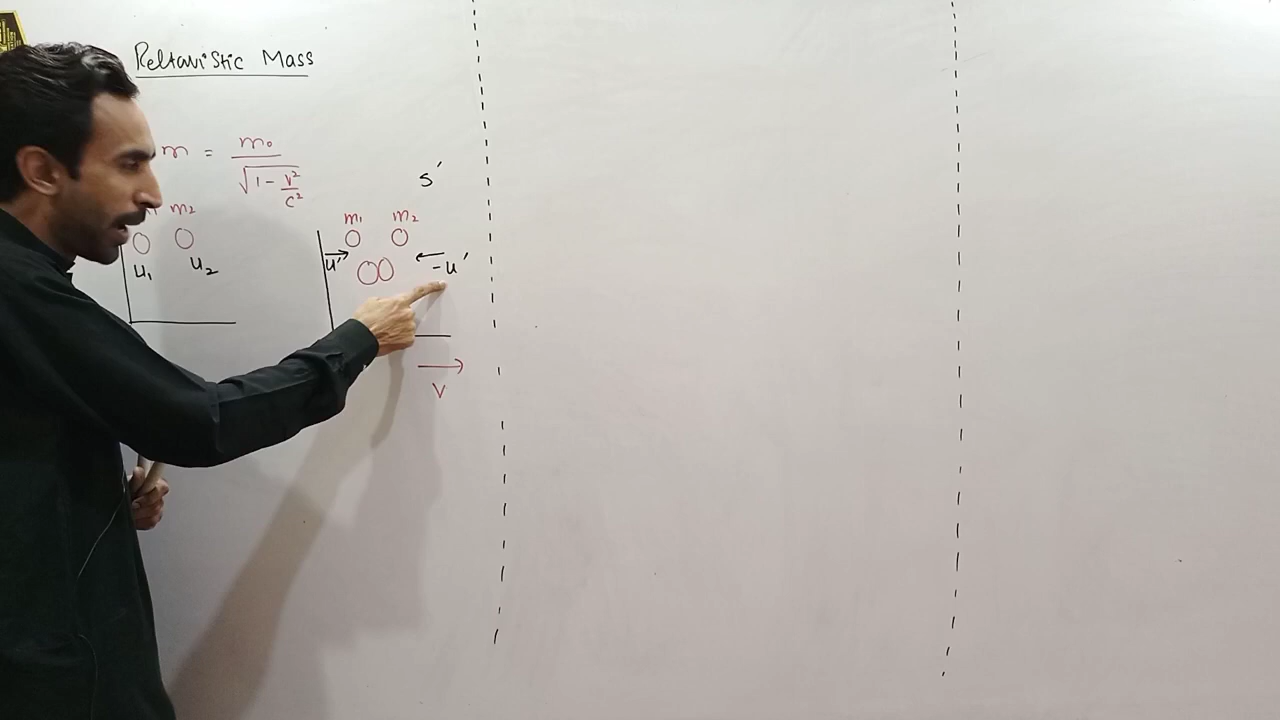 Reltavistic Mass
m = m₀ / √(1 - v²/c²)
s'
m₂
m₁ m₂
u₁ u₂
u' -u'
v